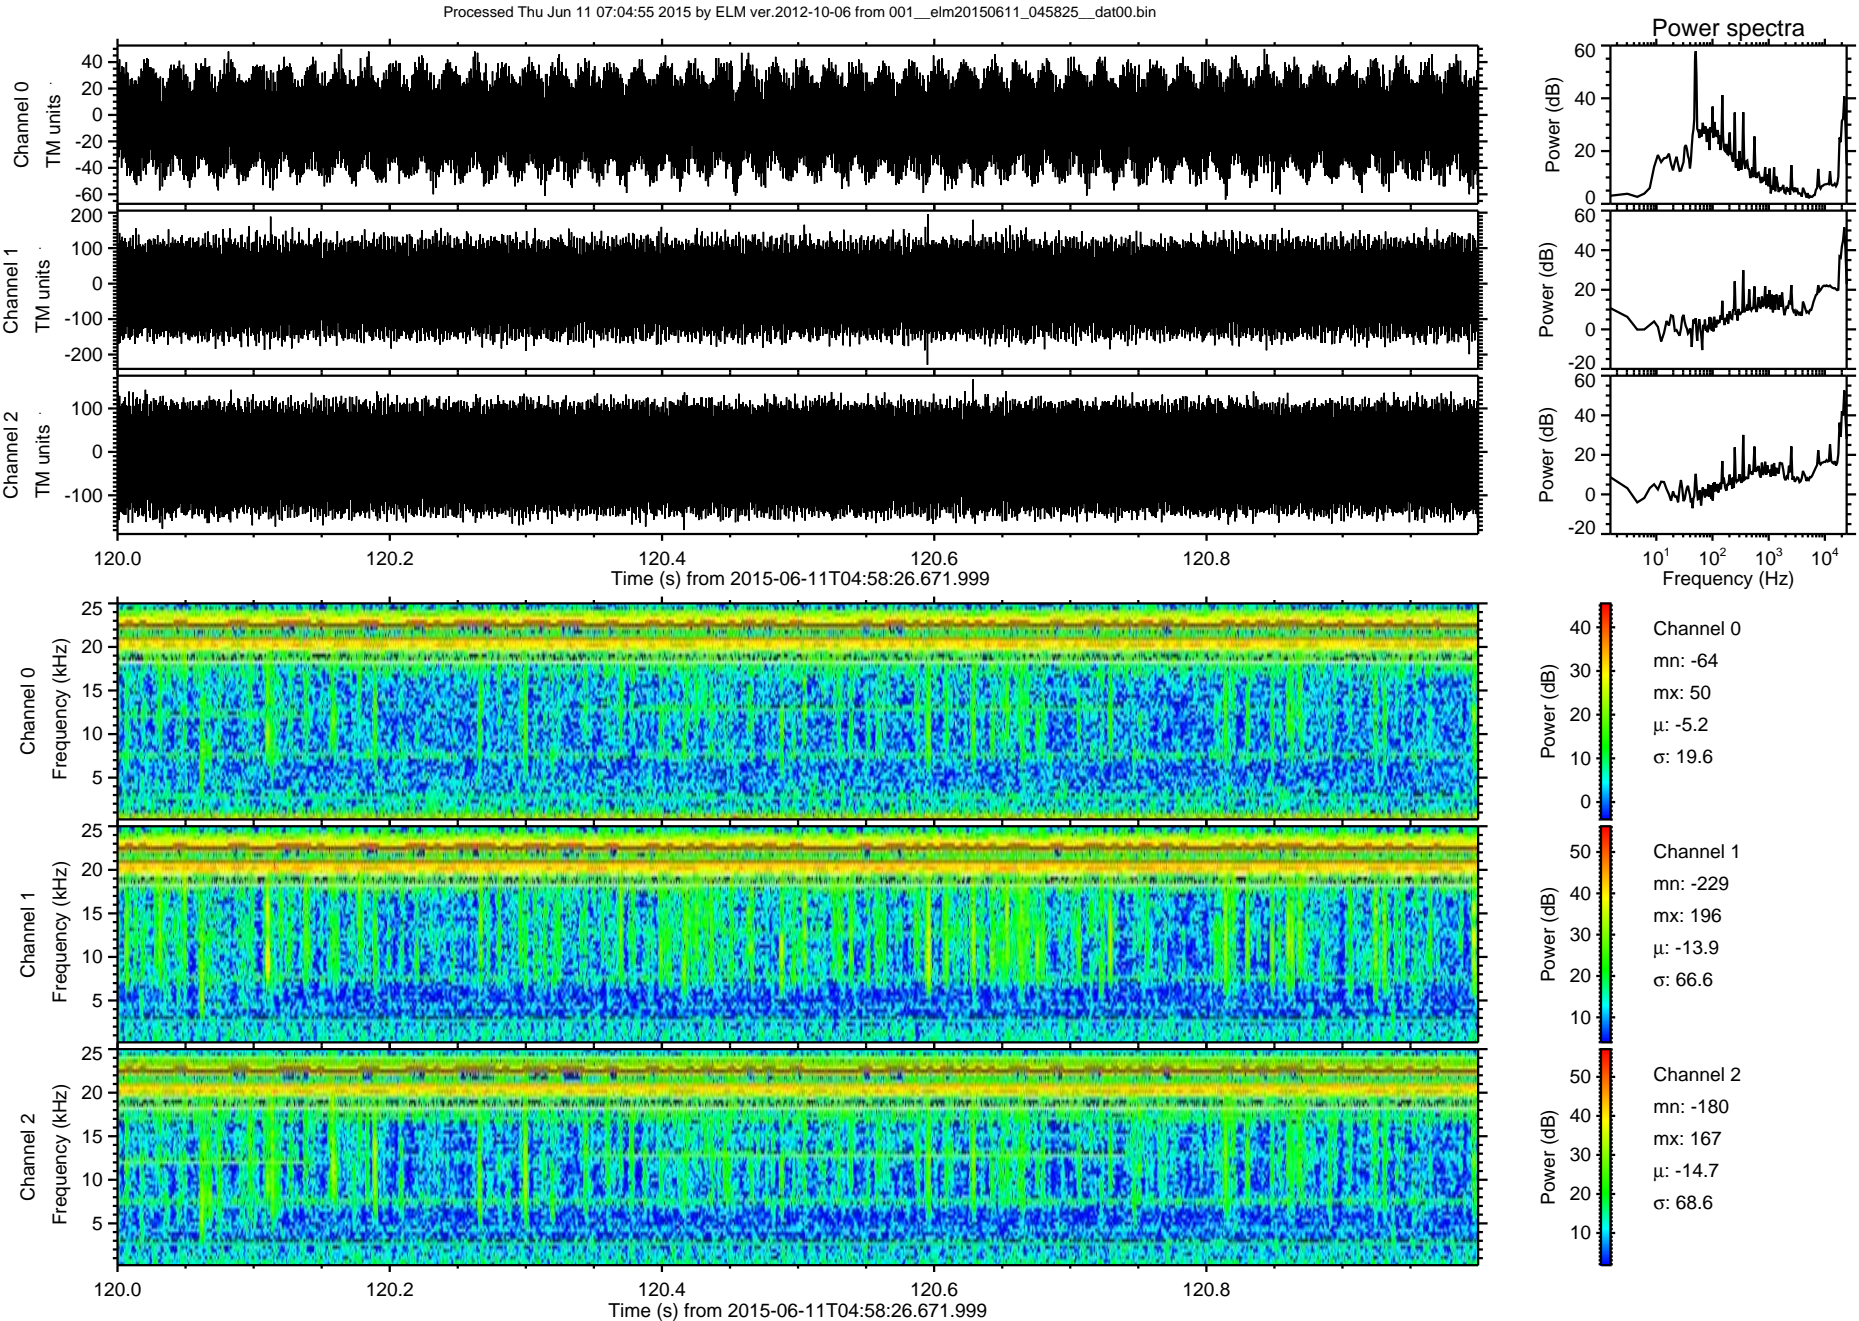 Processed Thu Jun 11 07:04:55 2015 by ELM ver.2012-10-06 from 001__elm20150611_045825__dat00.bin
Power spectra
Channel 0
TM units
40
20
0
-20
-40
-60
Power (dB)
60
40
20
0
Channel 1
TM units
200
100
0
-100
-200
Power (dB)
60
40
20
0
-20
Channel 2
TM units
100
0
-100
Power (dB)
60
40
20
0
-20
120.0 120.2 120.4 120.6 120.8
Time (s) from 2015-06-11T04:58:26.671.999
10¹ 10² 10³ 10⁴
Frequency (Hz)
Channel 0
Frequency (kHz)
25
20
15
10
5
Power (dB)
40
30
20
10
0
Channel 0
mn: -64
mx: 50
μ: -5.2
σ: 19.6
Channel 1
Frequency (kHz)
25
20
15
10
5
Power (dB)
50
40
30
20
10
Channel 1
mn: -229
mx: 196
μ: -13.9
σ: 66.6
Channel 2
Frequency (kHz)
25
20
15
10
5
Power (dB)
50
40
30
20
10
Channel 2
mn: -180
mx: 167
μ: -14.7
σ: 68.6
120.0 120.2 120.4 120.6 120.8
Time (s) from 2015-06-11T04:58:26.671.999